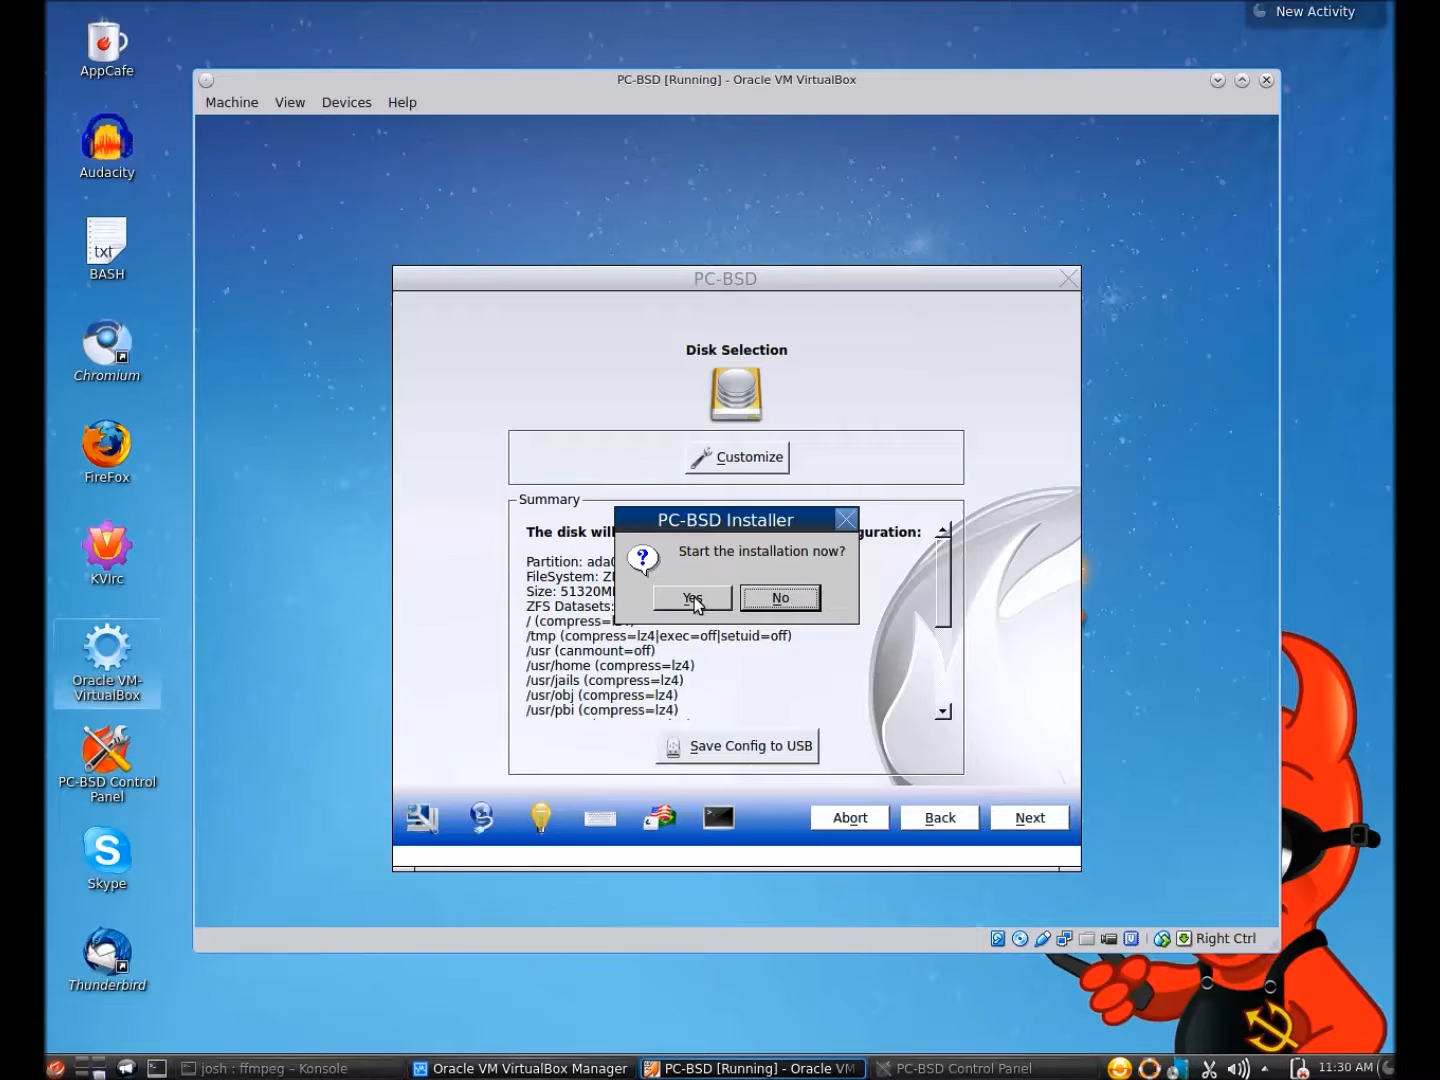 New Activity
AppCafe
Audacity
txt
BASH
Chromium
FireFox
KVIrc
Oracle VM-
VirtualBox
PC-BSD Control
Panel
Skype
Thunderbird
PC-BSD [Running] - Oracle VM VirtualBox
Machine View Devices Help
PC-BSD
Disk Selection
Customize
Summary
The disk will guration:
Partition: ada0
FileSystem:
Size: 51320M
ZFS Datasets:
/ (compress=lz4)
/tmp (compress=lz4|exec=off|setuid=off)
/usr (canmount=off)
/usr/home (compress=lz4)
/usr/jails (compress=lz4)
/usr/obj (compress=lz4)
/usr/pbi (compress=lz4)
PC-BSD Installer
Start the installation now?
Yes No
Save Config to USB
Abort Back Next
Right Ctrl
josh : ffmpeg – Konsole
Oracle VM VirtualBox Manager
PC-BSD [Running] - Oracle VM
PC-BSD Control Panel
11:30 AM